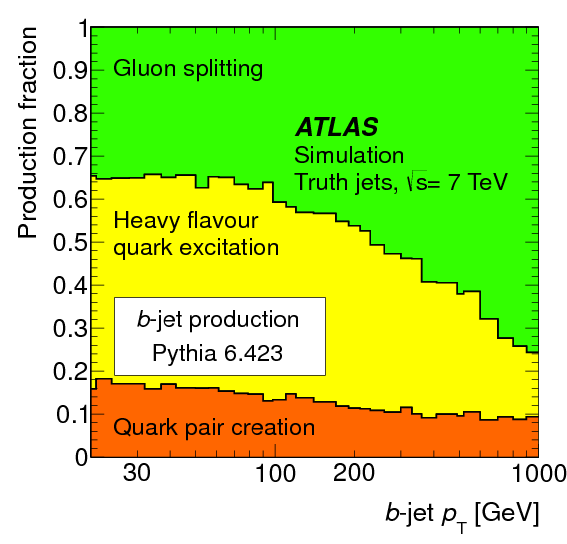 Production fraction
1
0.9
0.8
0.7
0.6
0.5
0.4
0.3
0.2
0.1
0
Gluon splitting
ATLAS
Simulation
Truth jets, √s= 7 TeV
Heavy flavour
quark excitation
b-jet production
Pythia 6.423
Quark pair creation
30 100 200 1000
b-jet pT [GeV]